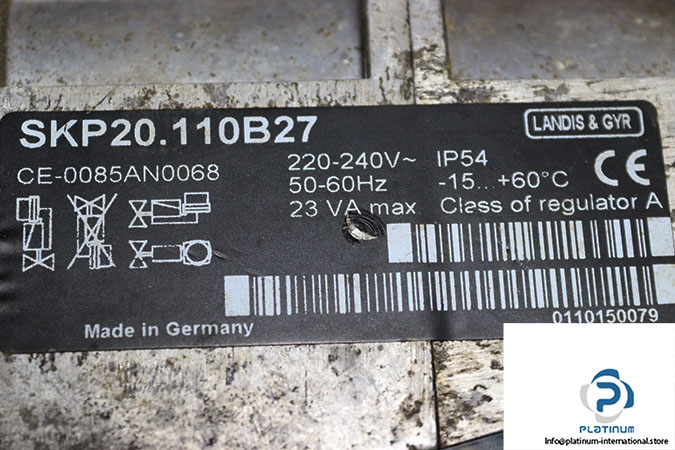 SKP20.110B27
LANDIS & GYR
CE-0085AN0068
220-240V~ IP54
CE
50-60Hz -15...+60°C
23 VA max. Class of regulator A
0110150079
Made in Germany
PLATINUM
Info@platinum-international.store